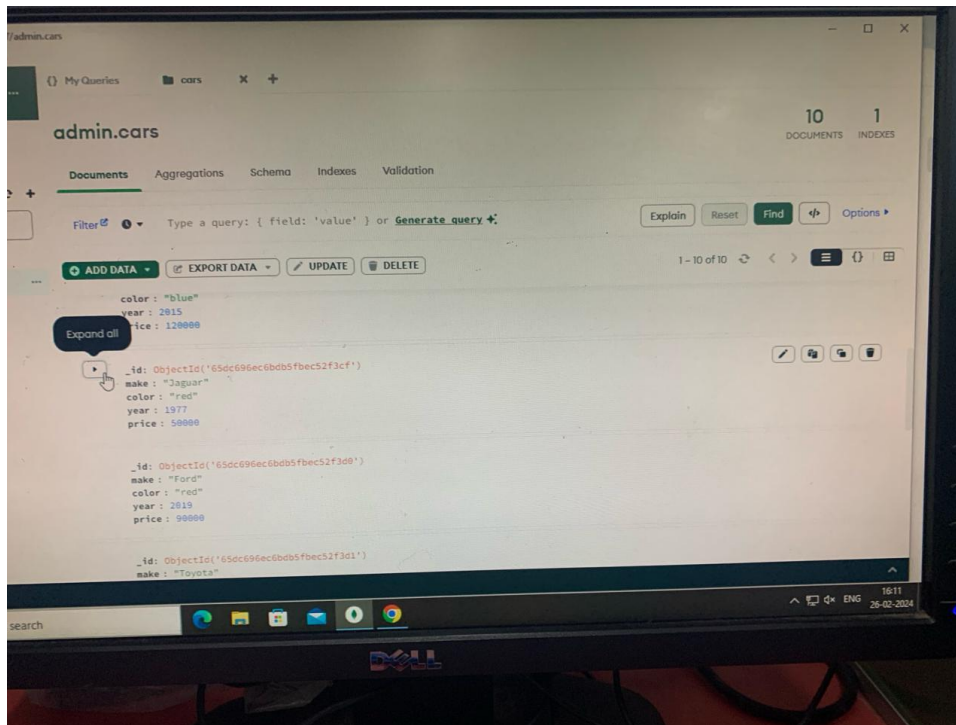 /admin.cars
{} My Queries
cars
admin.cars
10
DOCUMENTS
1
INDEXES
Documents
Aggregations
Schema
Indexes
Validation
Filter
Type a query: { field: 'value' } or Generate query
Explain
Reset
Find
</>
Options
ADD DATA
EXPORT DATA
UPDATE
DELETE
1 – 10 of 10
{}
color : "blue"
year : 2015
rice : 120000
Expand all
_id: ObjectId('65dc696ec6bdb5fbec52f3cf')
make : "Jaguar"
color : "red"
year : 1977
price : 50000
_id: ObjectId('65dc696ec6bdb5fbec52f3d0')
make : "Ford"
color : "red"
year : 2019
price : 90000
_id: ObjectId('65dc696ec6bdb5fbec52f3d1')
make : "Toyota"
search
ENG
16:11
26-02-2024
DELL